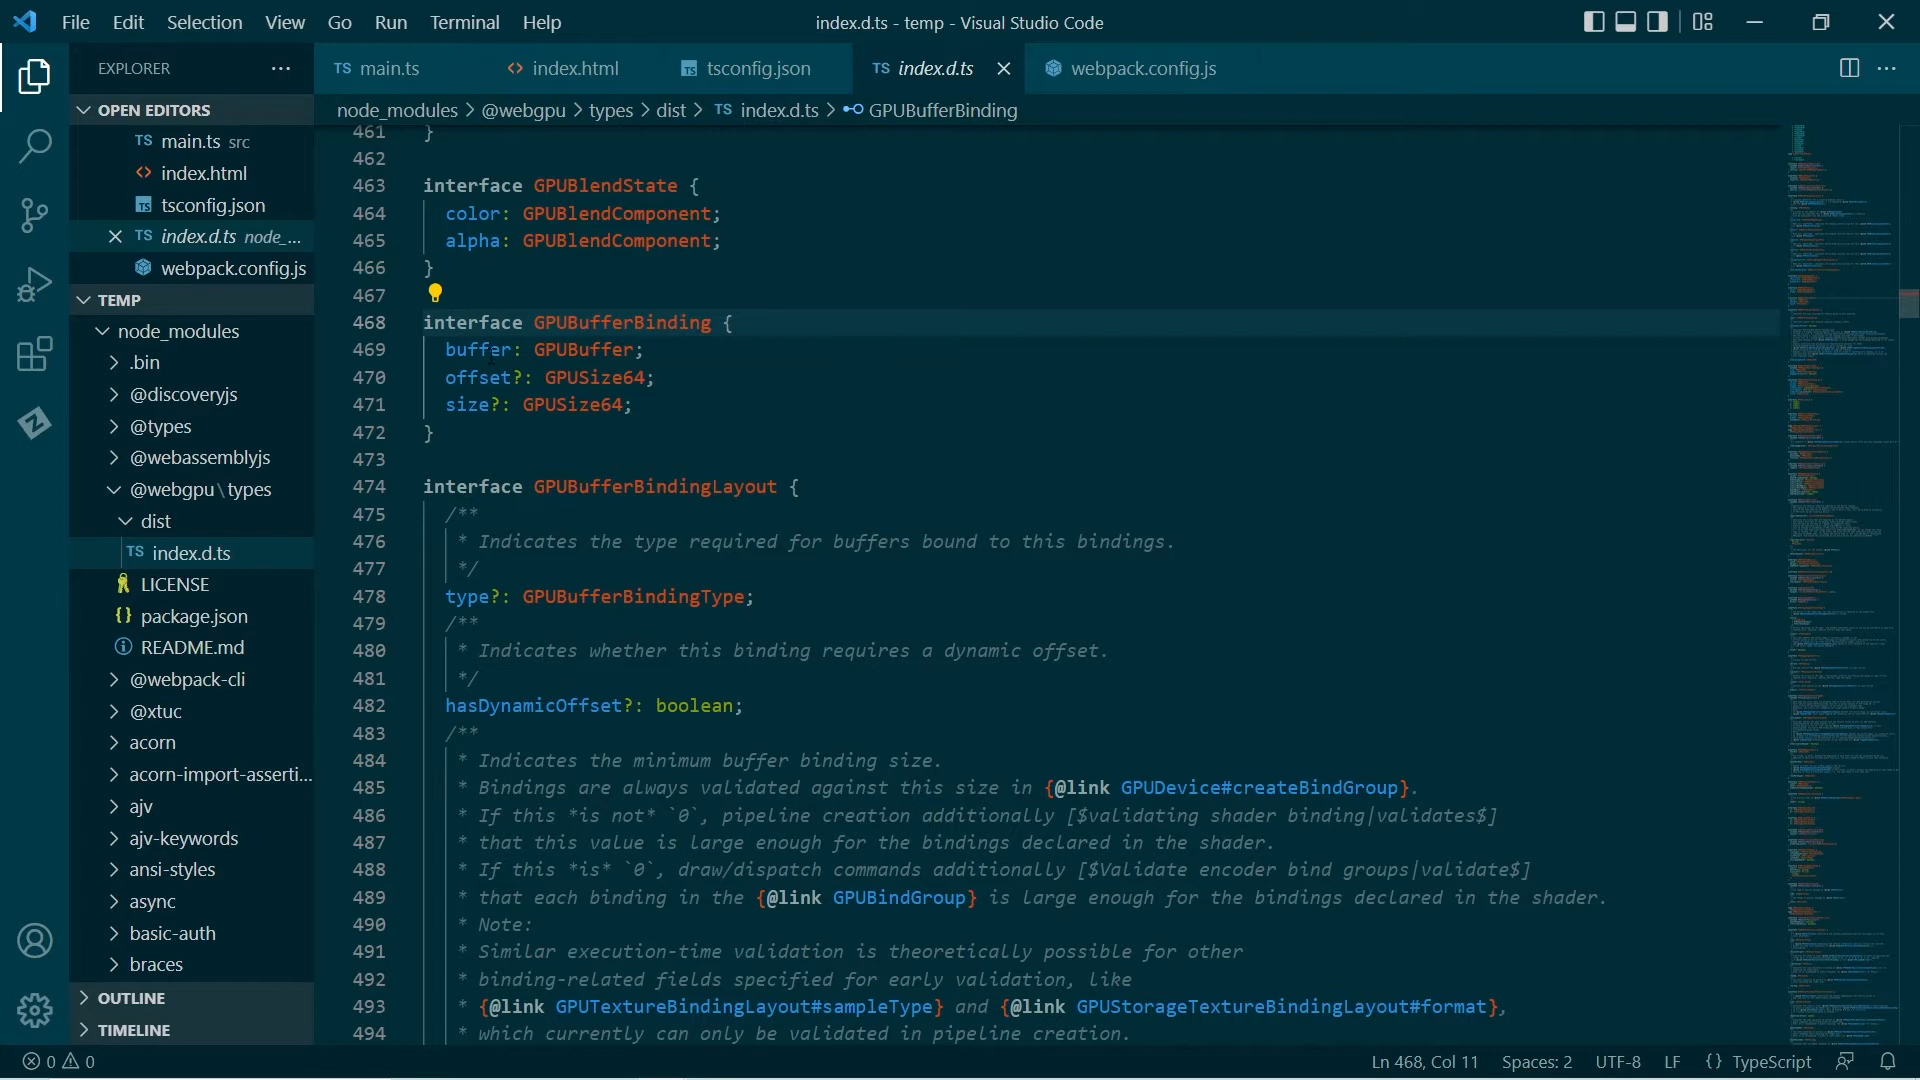 File Edit Selection View Go Run Terminal Help
index.d.ts - temp - Visual Studio Code
EXPLORER
OPEN EDITORS
TS main.ts src
<> index.html
TS tsconfig.json
TS index.d.ts node_...
webpack.config.js
TEMP
node_modules
.bin
@discoveryjs
@types
@webassemblyjs
@webgpu\types
dist
TS index.d.ts
LICENSE
{} package.json
README.md
@webpack-cli
@xtuc
acorn
acorn-import-asserti...
ajv
ajv-keywords
ansi-styles
async
basic-auth
braces
OUTLINE
TIMELINE
TS main.ts <> index.html TS tsconfig.json TS index.d.ts webpack.config.js
node_modules > @webgpu > types > dist > TS index.d.ts > GPUBufferBinding
461 }
462
463 interface GPUBlendState {
464 color: GPUBlendComponent;
465 alpha: GPUBlendComponent;
466 }
467
468 interface GPUBufferBinding {
469 buffer: GPUBuffer;
470 offset?: GPUSize64;
471 size?: GPUSize64;
472 }
473
474 interface GPUBufferBindingLayout {
475 /**
476 * Indicates the type required for buffers bound to this bindings.
477 */
478 type?: GPUBufferBindingType;
479 /**
480 * Indicates whether this binding requires a dynamic offset.
481 */
482 hasDynamicOffset?: boolean;
483 /**
484 * Indicates the minimum buffer binding size.
485 * Bindings are always validated against this size in {@link GPUDevice#createBindGroup}.
486 * If this *is not* `0`, pipeline creation additionally [$validating shader binding|validates$]
487 * that this value is large enough for the bindings declared in the shader.
488 * If this *is* `0`, draw/dispatch commands additionally [$Validate encoder bind groups|validate$]
489 * that each binding in the {@link GPUBindGroup} is large enough for the bindings declared in the shader.
490 * Note:
491 * Similar execution-time validation is theoretically possible for other
492 * binding-related fields specified for early validation, like
493 * {@link GPUTextureBindingLayout#sampleType} and {@link GPUStorageTextureBindingLayout#format},
494 * which currently can only be validated in pipeline creation.
0 0
Ln 468, Col 11 Spaces: 2 UTF-8 LF {} TypeScript